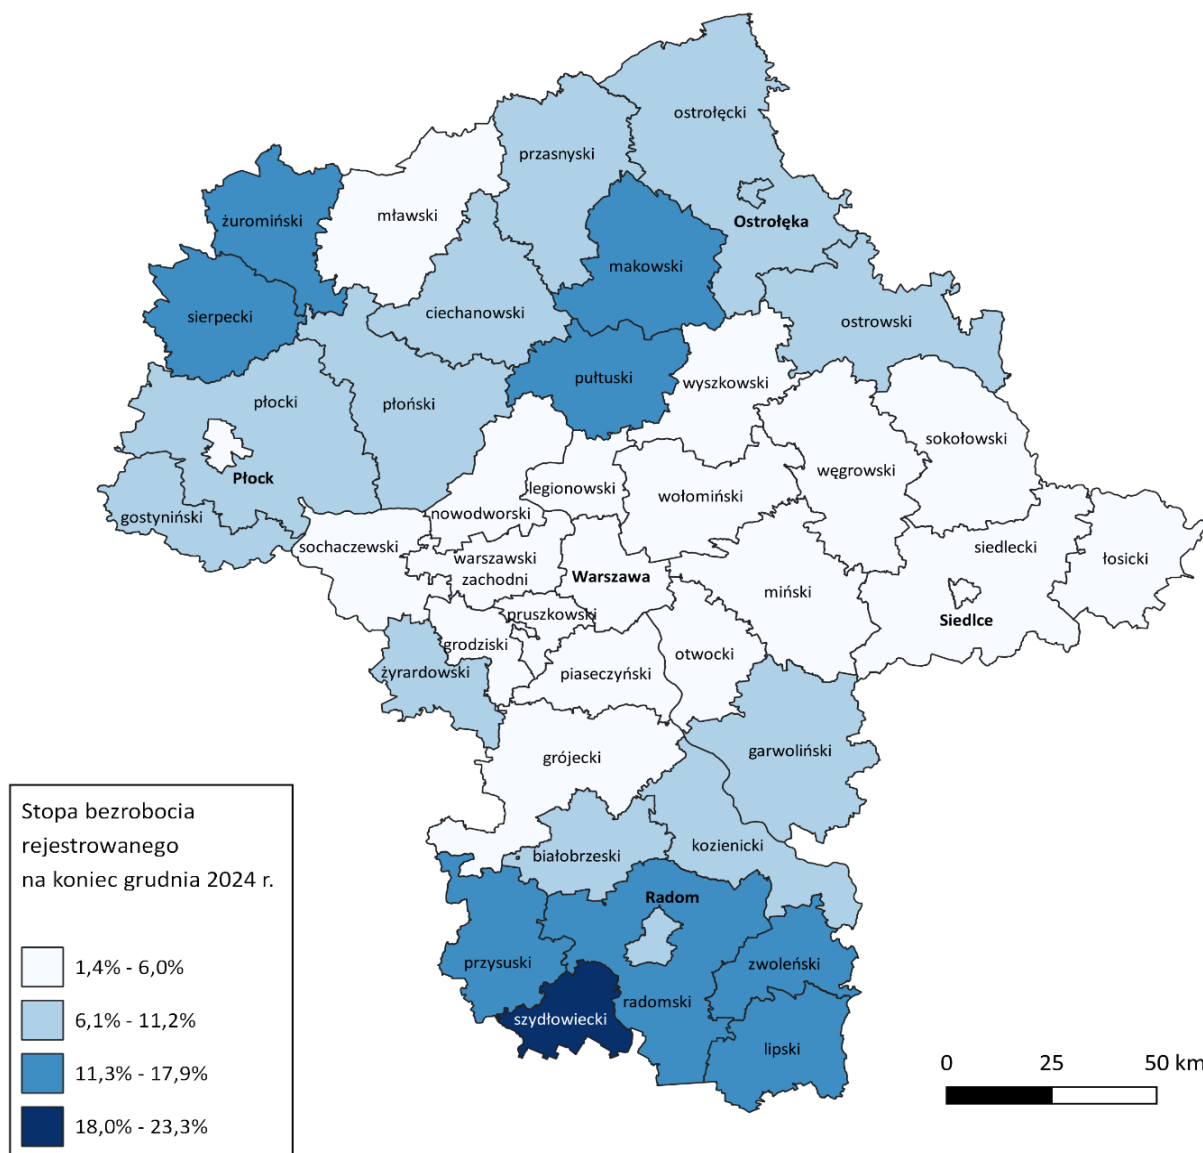 ostrołęcki
przasnyski
mławski
żuromiński
Ostrołęka
makowski
ciechanowski
sierpecki
ostrowski
pułtuski
wyszkowski
płocki
płoński
sokołowski
węgrowski
Płock
legionowski
wołomiński
gostyniński
nowodworski
sochaczewski
siedlecki
łosicki
warszawski
zachodni
Warszawa
miński
pruszkowski
Siedlce
grodziski
otwocki
żyrardowski
piaseczyński
garwoliński
grójecki
kozienicki
białobrzeski
Radom
przysuski
zwoleński
radomski
szydłowiecki
lipski
Stopa bezrobocia
rejestrowanego
na koniec grudnia 2024 r.
1,4% - 6,0%
6,1% - 11,2%
11,3% - 17,9%
18,0% - 23,3%
0 25 50 km